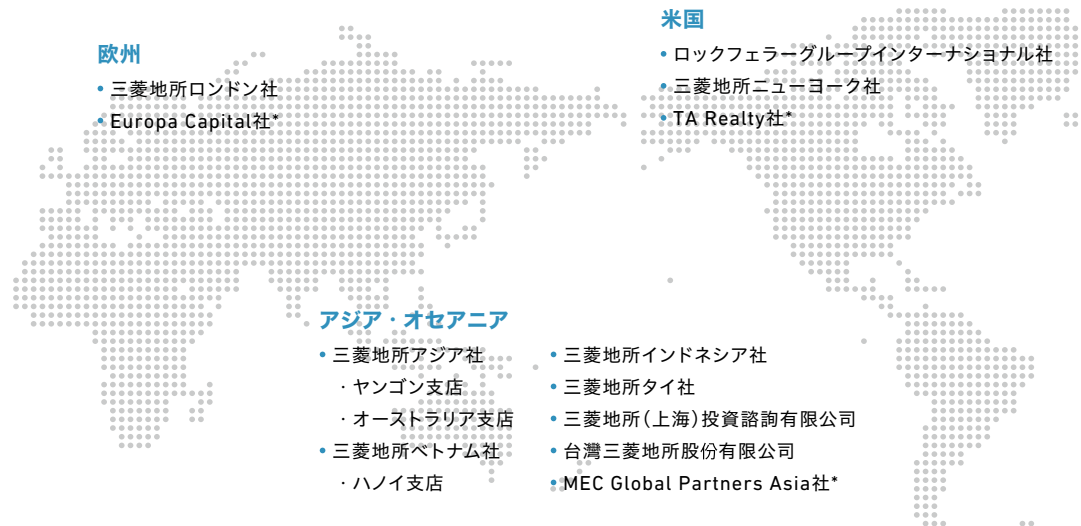 欧州
• 三菱地所ロンドン社
• Europa Capital社*
米国
• ロックフェラーグループインターナショナル社
• 三菱地所ニューヨーク社
• TA Realty社*
アジア・オセアニア
• 三菱地所アジア社
・ヤンゴン支店
・オーストラリア支店
• 三菱地所ベトナム社
・ハノイ支店
• 三菱地所インドネシア社
• 三菱地所タイ社
• 三菱地所(上海)投資諮詢有限公司
• 台灣三菱地所股份有限公司
• MEC Global Partners Asia社*